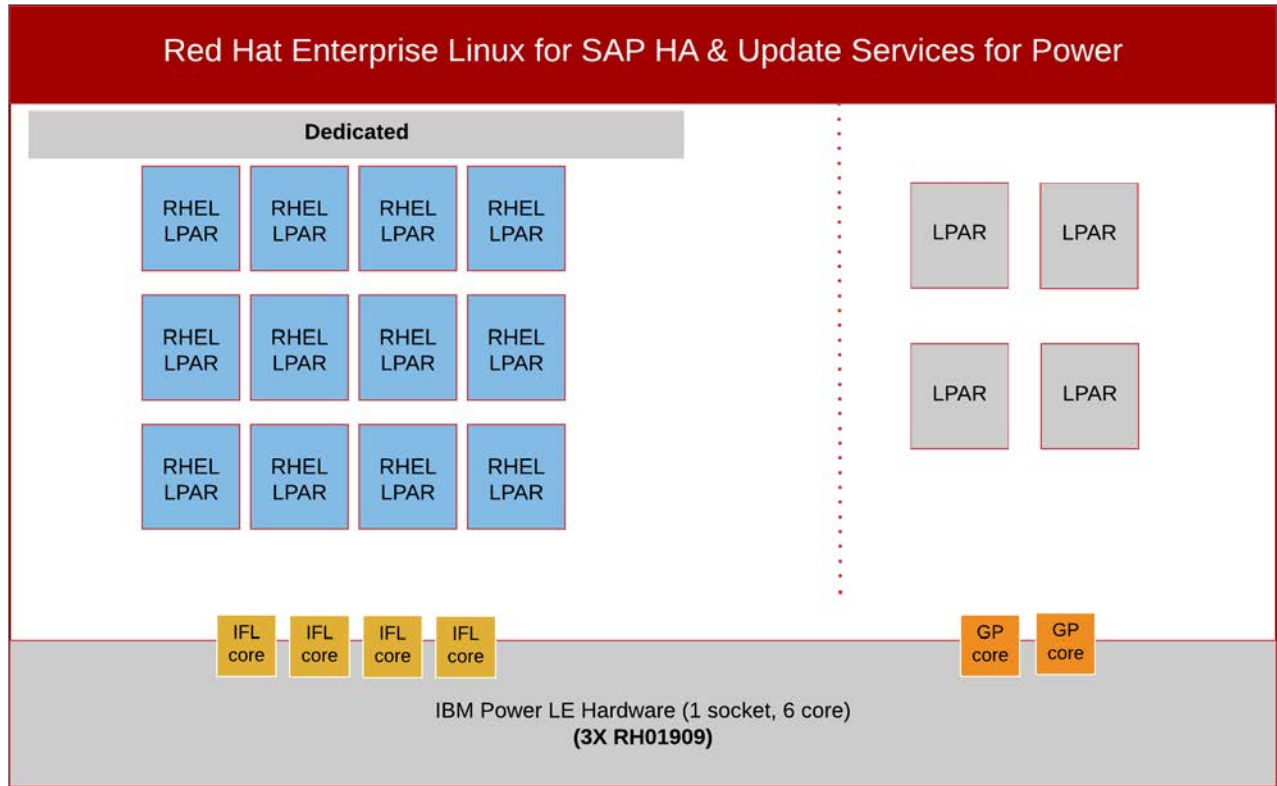 Red Hat Enterprise Linux for SAP HA & Update Services for Power
Dedicated
RHEL
LPAR
RHEL
LPAR
RHEL
LPAR
RHEL
LPAR
LPAR
LPAR
RHEL
LPAR
RHEL
LPAR
RHEL
LPAR
RHEL
LPAR
LPAR
LPAR
RHEL
LPAR
RHEL
LPAR
RHEL
LPAR
RHEL
LPAR
IFL
core
IFL
core
IFL
core
IFL
core
GP
core
GP
core
IBM Power LE Hardware (1 socket, 6 core)
(3X RH01909)